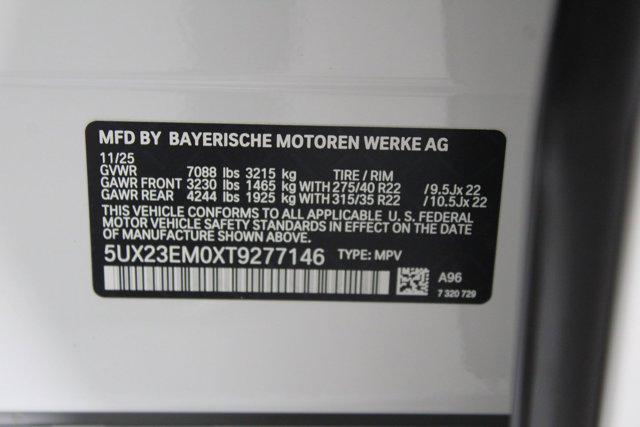 MFD BY BAYERISCHE MOTOREN WERKE AG
11/25
GVWR 7088 lbs 3215 kg TIRE / RIM
GAWR FRONT 3230 lbs 1465 kg WITH 275/40 R22 / 9.5Jx 22
GAWR REAR 4244 lbs 1925 kg WITH 315/35 R22 / 10.5J x 22
THIS VEHICLE CONFORMS TO ALL APPLICABLE U. S. FEDERAL
MOTOR VEHICLE SAFETY STANDARDS IN EFFECT ON THE DATE
OF MANUFACTURE SHOWN ABOVE.
5UX23EM0XT9277146 TYPE: MPV
A96
7 320 729